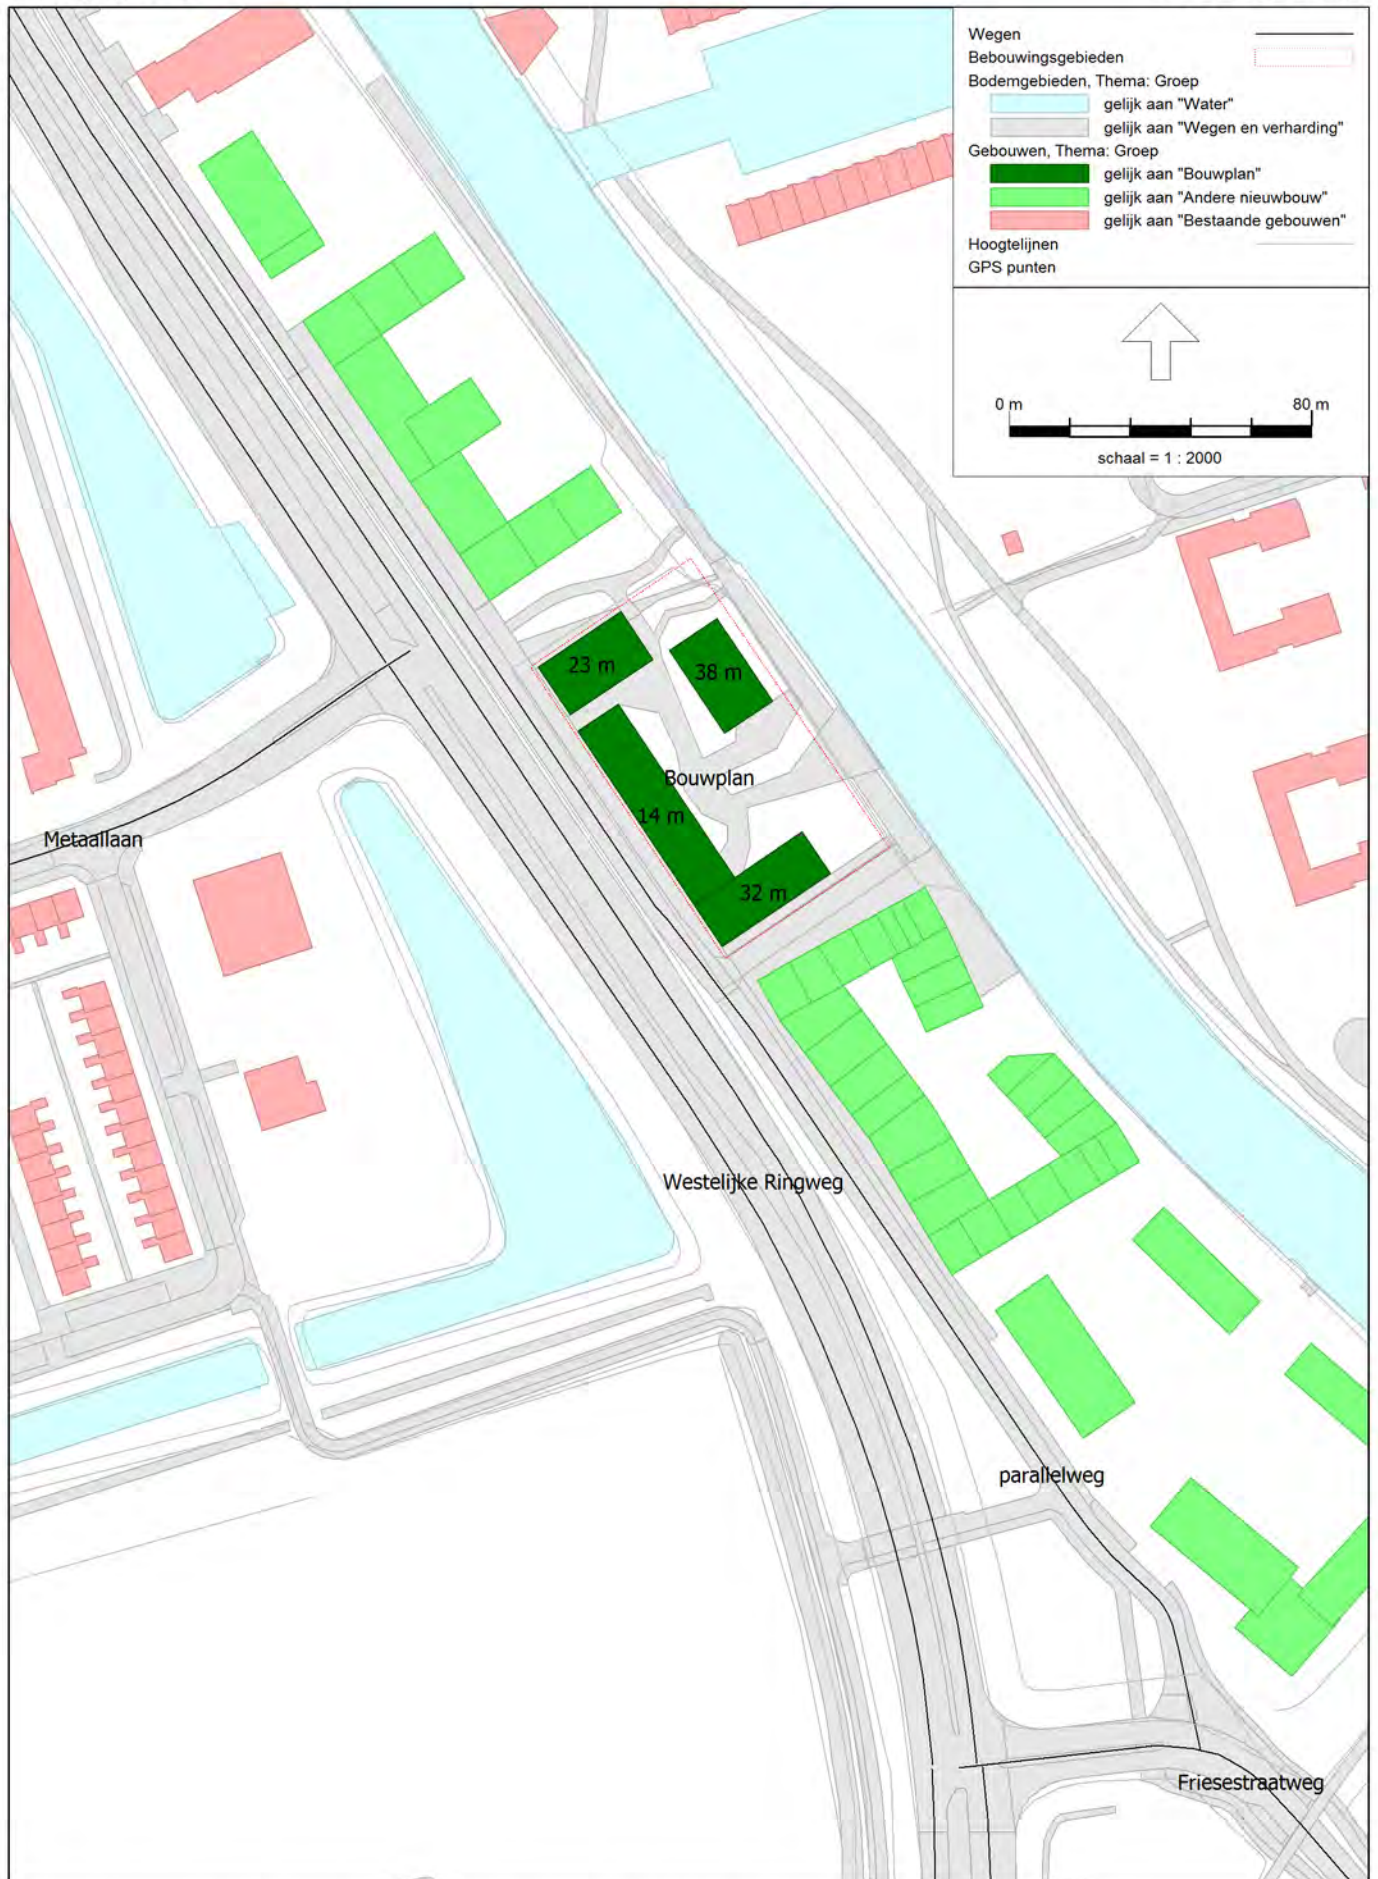 Wegen
Bebouwingsgebieden
Bodemgebieden, Thema: Groep
gelijk aan "Water"
gelijk aan "Wegen en verharding"
Gebouwen, Thema: Groep
gelijk aan "Bouwplan"
gelijk aan "Andere nieuwbouw"
gelijk aan "Bestaande gebouwen"
Hoogtelijnen
GPS punten
0 m 80 m
schaal = 1 : 2000
23 m
38 m
Bouwplan
14 m
Metaallaan
32 m
Westelijke Ringweg
parallelweg
Friesestraatweg